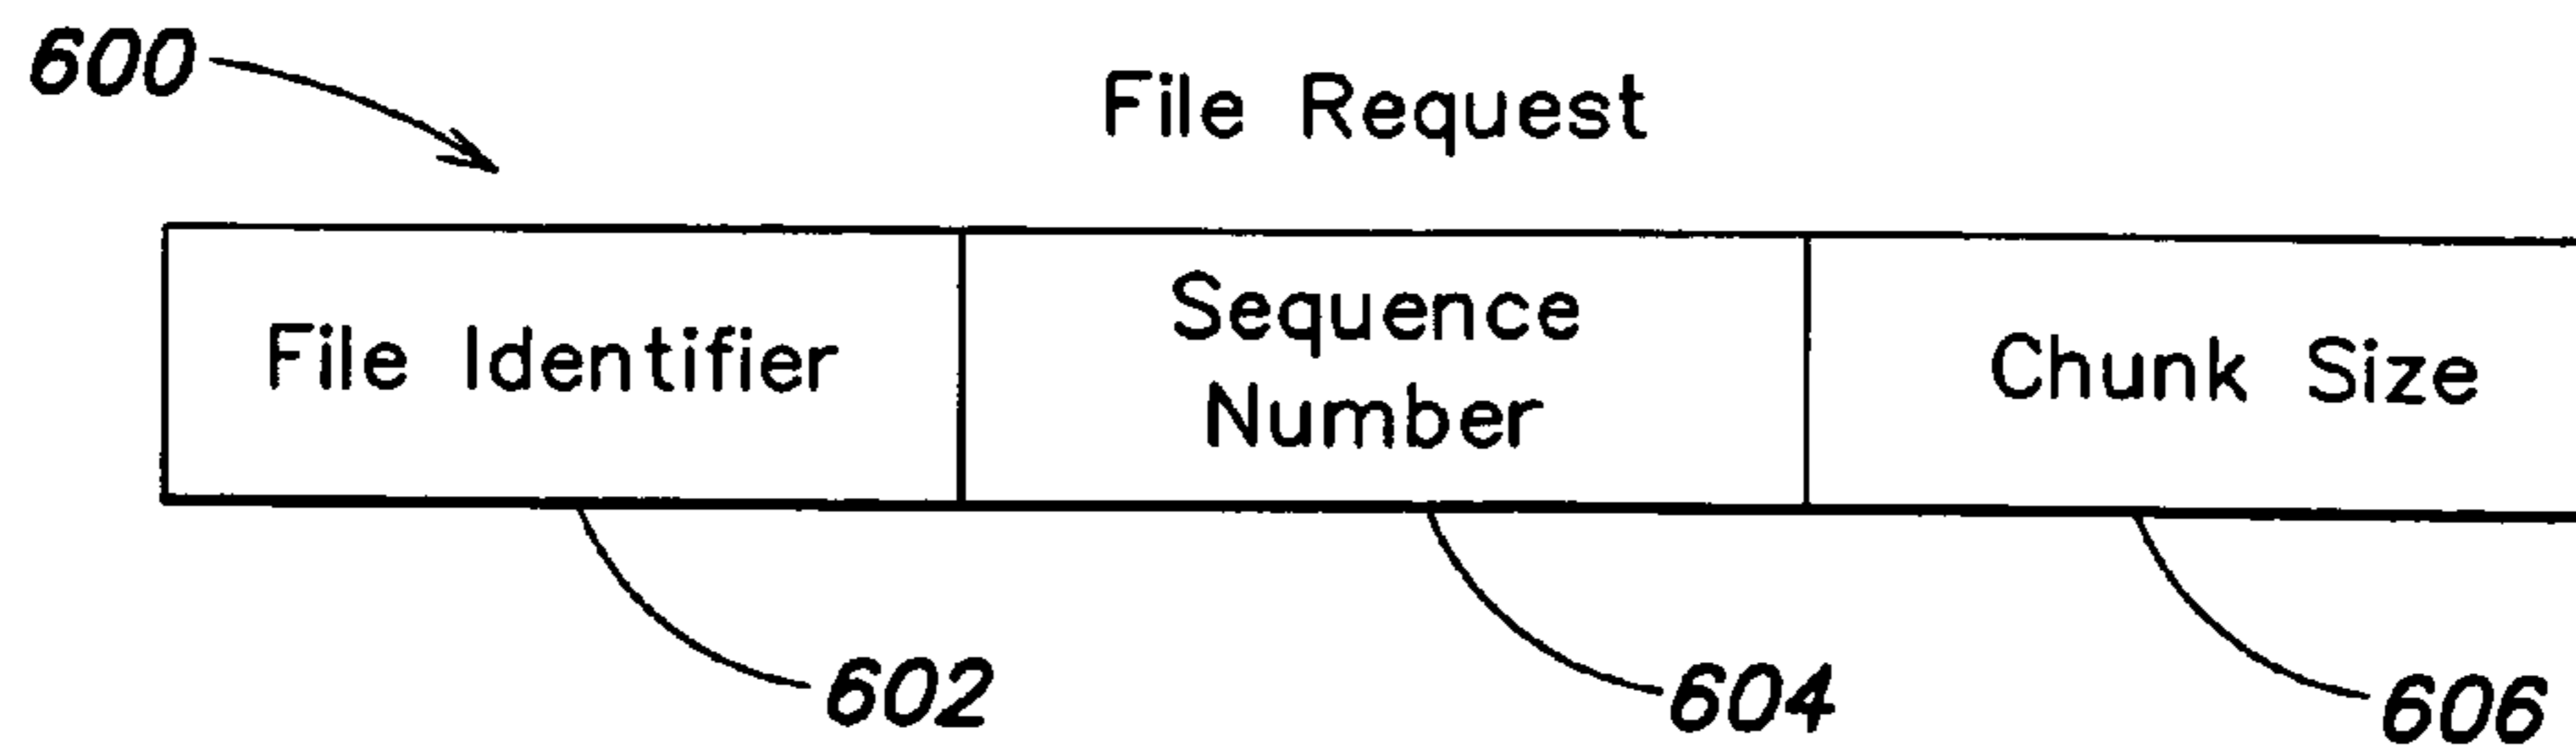 600
File Request
File Identifier
Sequence
Number
Chunk Size
602
604
606